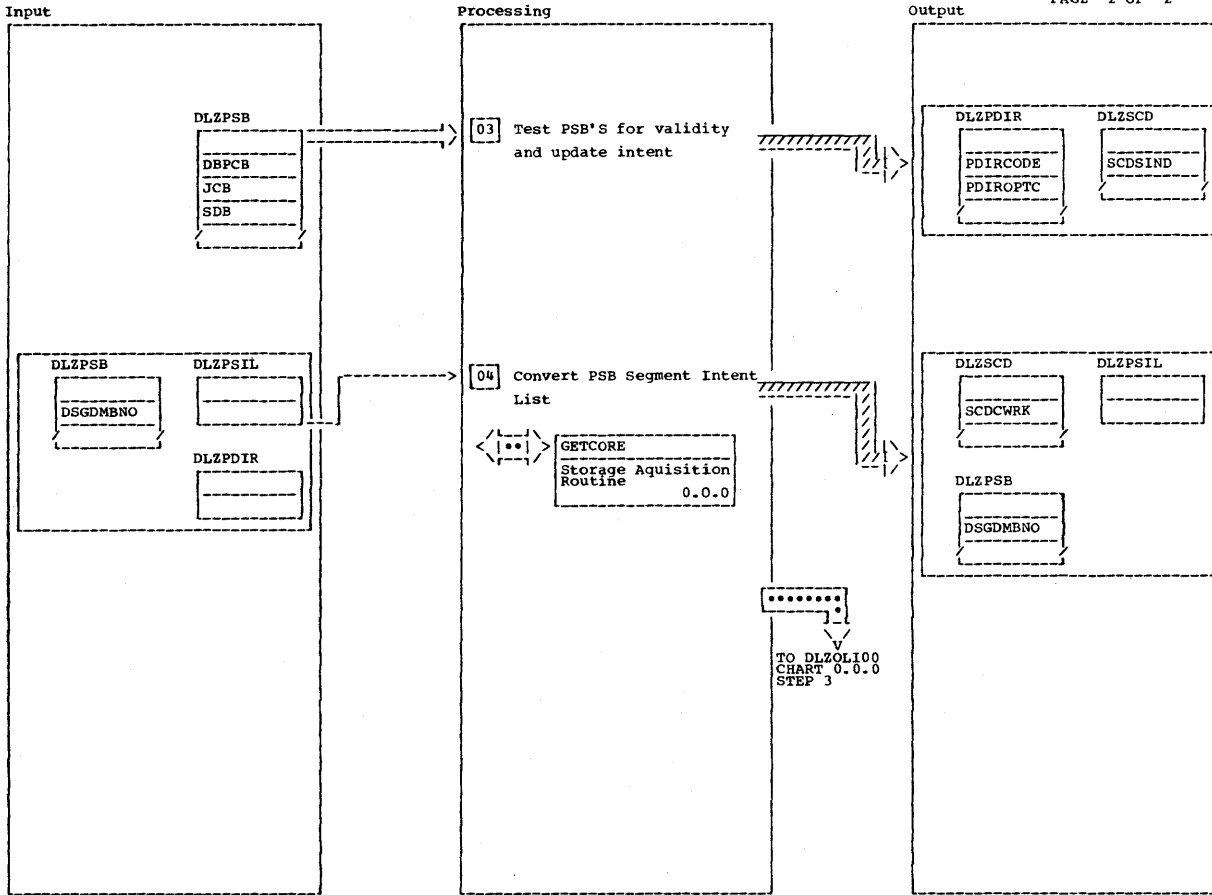 PAGE 2 OF 2
Input
Processing
Output
DLZPSB
DBPCB
JCB
SDB
03 Test PSB'S for validity
and update intent
DLZPDIR
PDIRCODE
PDIROPTC
DLZSCD
SCDSIND
DLZPSB
DSGDMBNO
DLZPSIL
DLZPDIR
04 Convert PSB Segment Intent
List
GETCORE
Storage Aquisition
Routine
0.0.0
DLZSCD
SCDCWRK
DLZPSIL
DLZPSB
DSGDMBNO
TO DLZOLI00
CHART 0.0.0
STEP 3